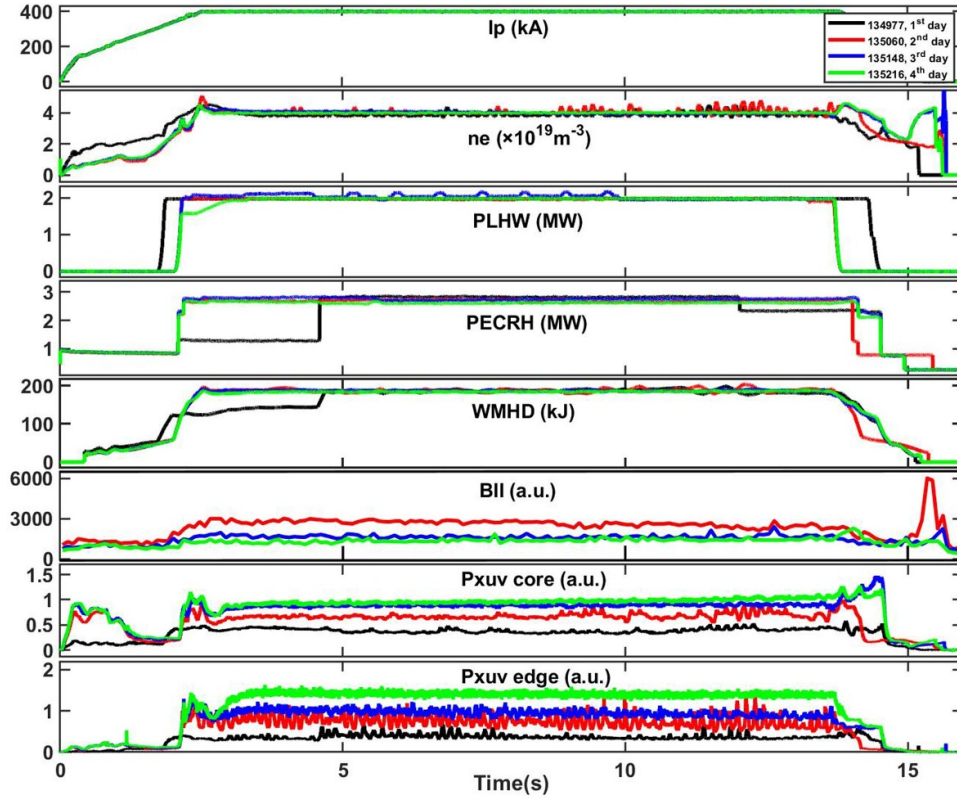 400
200
0
Ip (kA)
134977, 1st day
135060, 2nd day
135148, 3rd day
135216, 4th day
4
2
0
ne (×10¹⁹m⁻³)
2
1
0
PLHW (MW)
3
2
1
PECRH (MW)
200
100
0
WMHD (kJ)
6000
3000
0
BII (a.u.)
1.5
1
0.5
0
Pxuv core (a.u.)
2
1
0
Pxuv edge (a.u.)
0 5 10 15
Time(s)